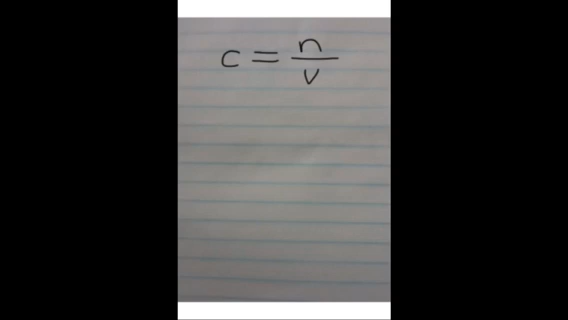 c = n/v